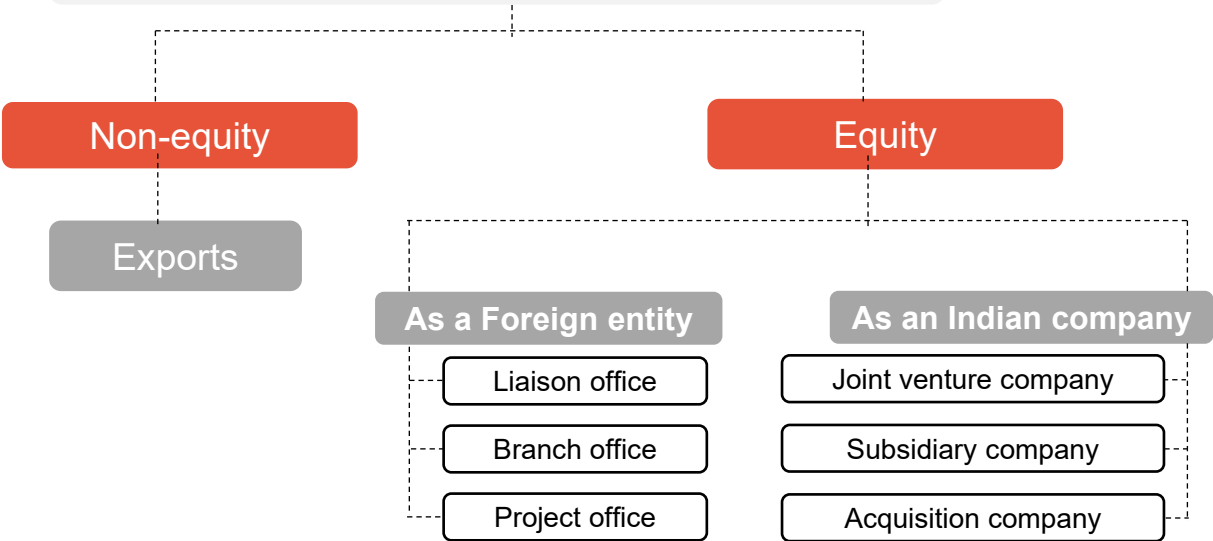 Non-equity
Equity
Exports
As a Foreign entity
As an Indian company
Liaison office
Joint venture company
Branch office
Subsidiary company
Project office
Acquisition company